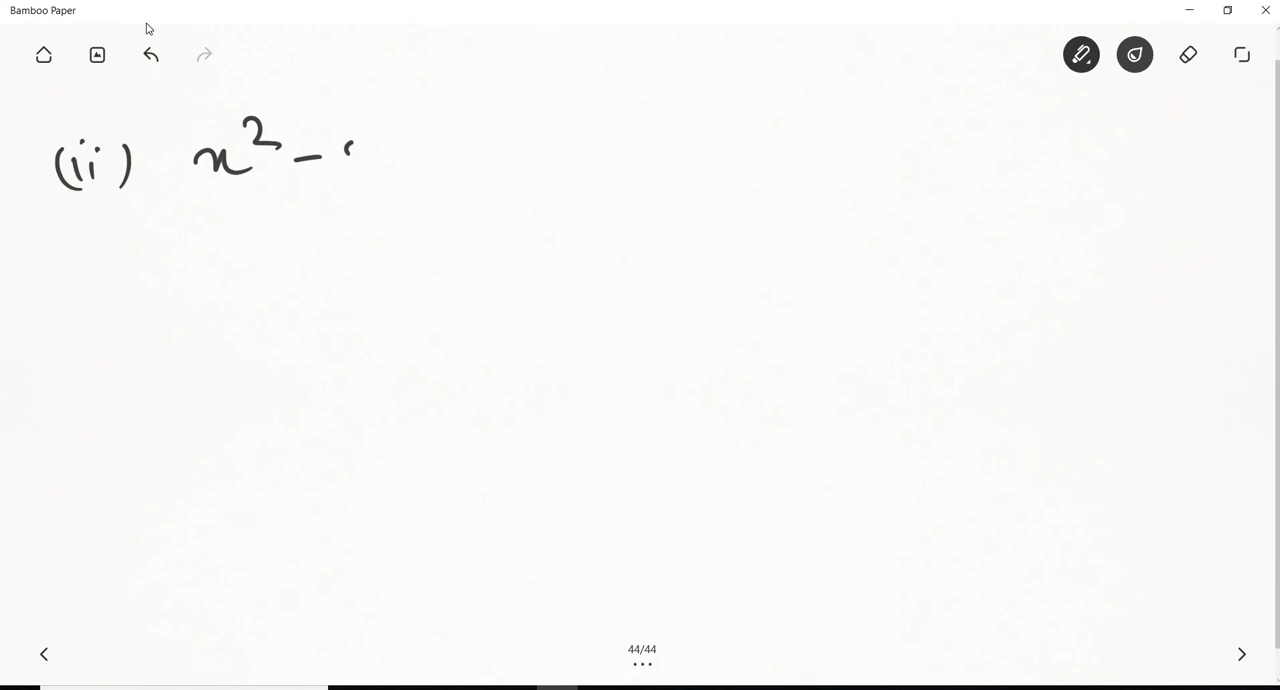 Bamboo Paper
(ii) x² –
44/44